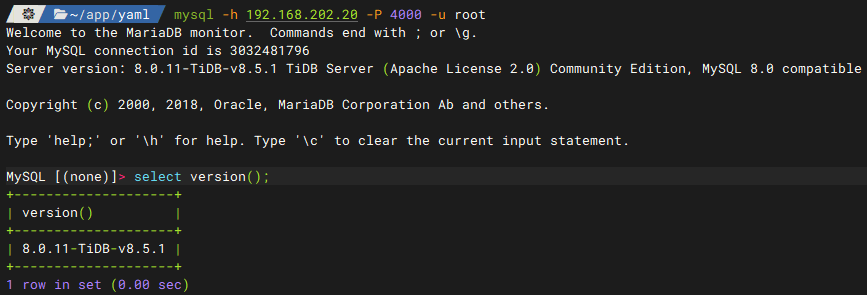 ~/app/yaml mysql -h 192.168.202.20 -P 4000 -u root
Welcome to the MariaDB monitor.  Commands end with ; or \g.
Your MySQL connection id is 3032481796
Server version: 8.0.11-TiDB-v8.5.1 TiDB Server (Apache License 2.0) Community Edition, MySQL 8.0 compatible
Copyright (c) 2000, 2018, Oracle, MariaDB Corporation Ab and others.
Type 'help;' or '\h' for help. Type '\c' to clear the current input statement.
MySQL [(none)]> select version();
+--------------------+
| version()          |
+--------------------+
| 8.0.11-TiDB-v8.5.1 |
+--------------------+
1 row in set (0.00 sec)